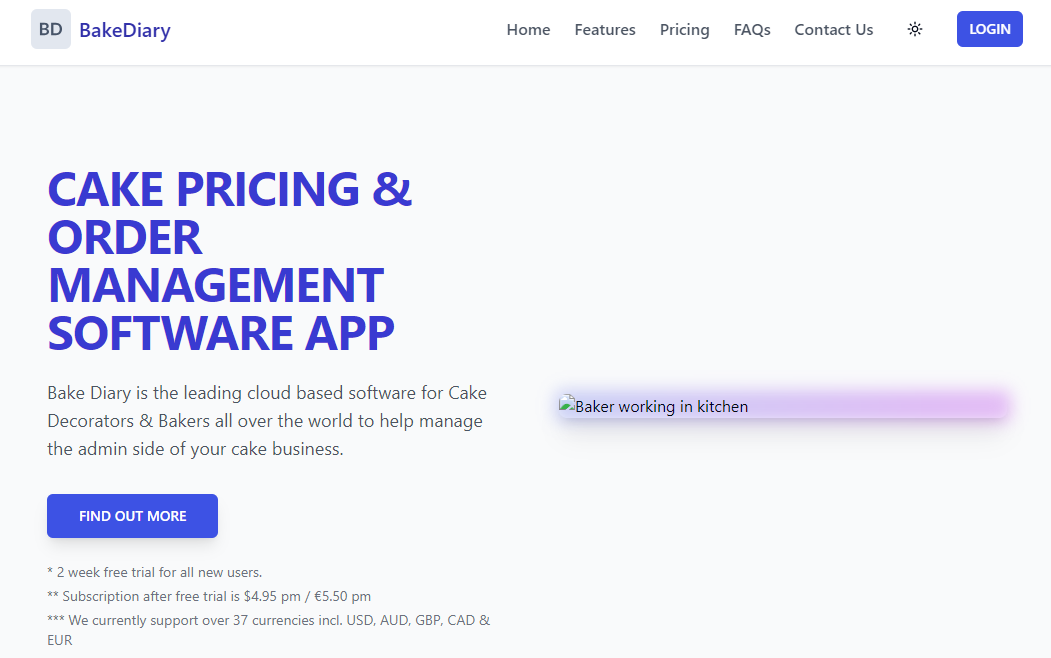 BD BakeDiary Home Features Pricing FAQs Contact Us LOGIN
CAKE PRICING &
ORDER
MANAGEMENT
SOFTWARE APP
Bake Diary is the leading cloud based software for Cake
Decorators & Bakers all over the world to help manage
the admin side of your cake business.
Baker working in kitchen
FIND OUT MORE
* 2 week free trial for all new users.
** Subscription after free trial is $4.95 pm / €5.50 pm
*** We currently support over 37 currencies incl. USD, AUD, GBP, CAD &
EUR